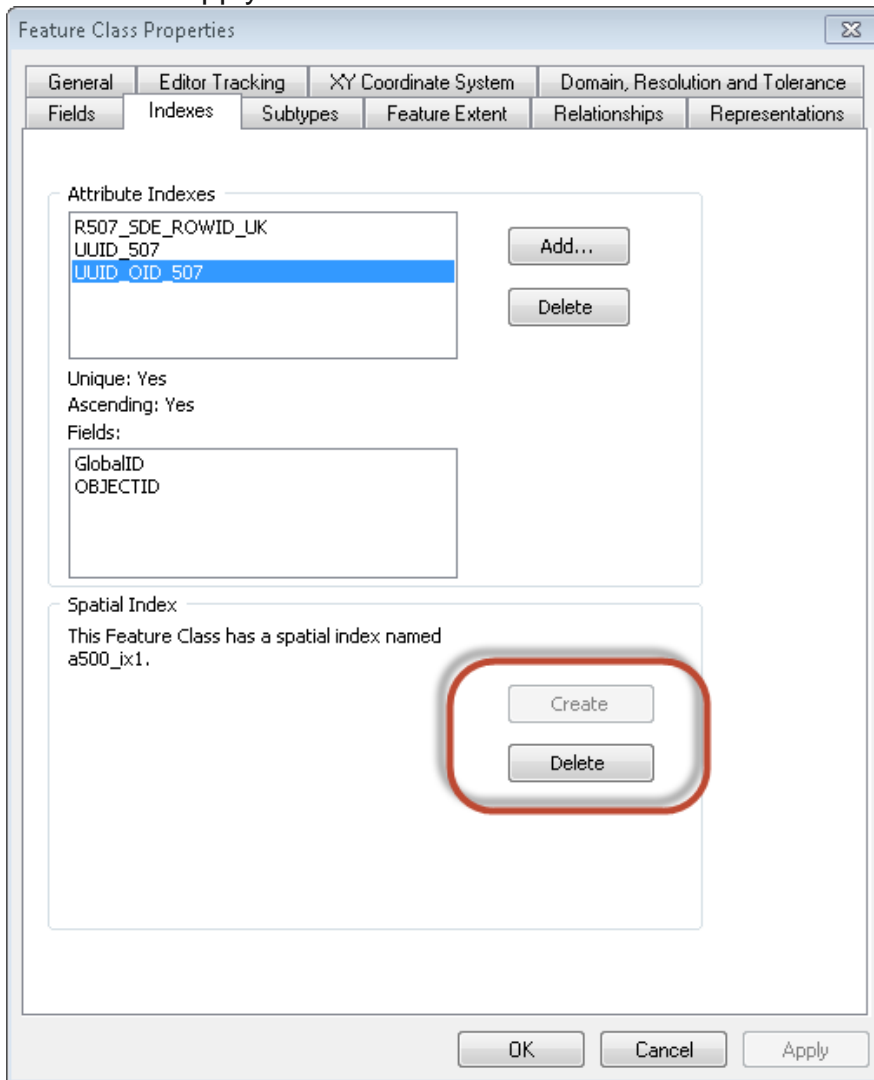 Apply
Feature Class Properties
General Editor Tracking XY Coordinate System Domain, Resolution and Tolerance
Fields Indexes Subtypes Feature Extent Relationships Representations
Attribute Indexes
R507_SDE_ROWID_UK
UUID_507
UUID_OID_507
Add...
Delete
Unique: Yes
Ascending: Yes
Fields:
GlobalID
OBJECTID
Spatial Index
This Feature Class has a spatial index named
a500_ix1.
Create
Delete
OK Cancel Apply